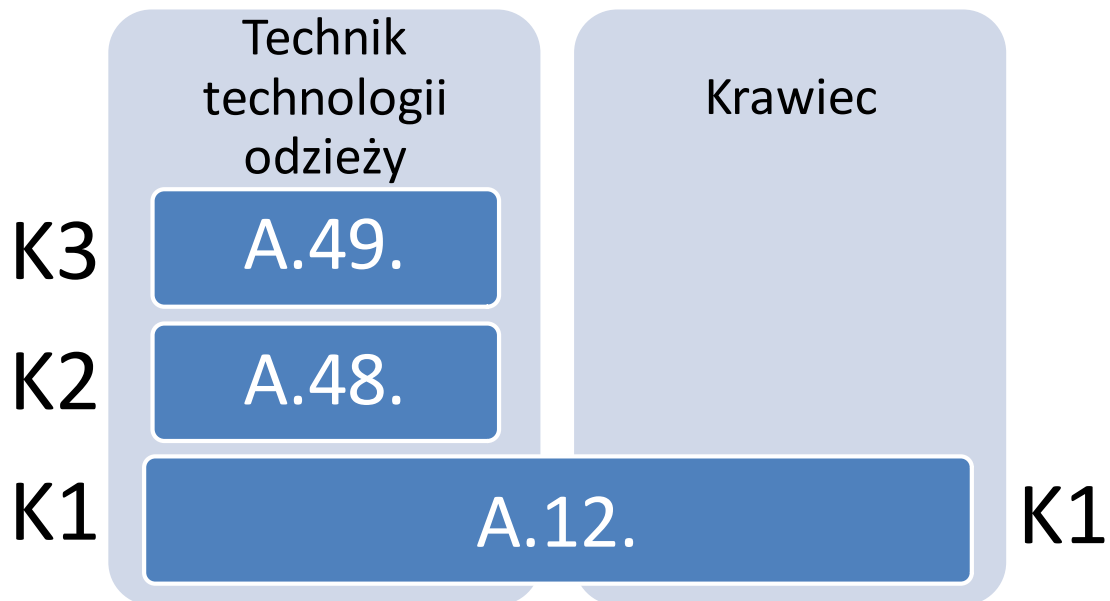 Technik
technologii
odzieży
Krawiec
K3
A.49.
K2
A.48.
K1
A.12.
K1